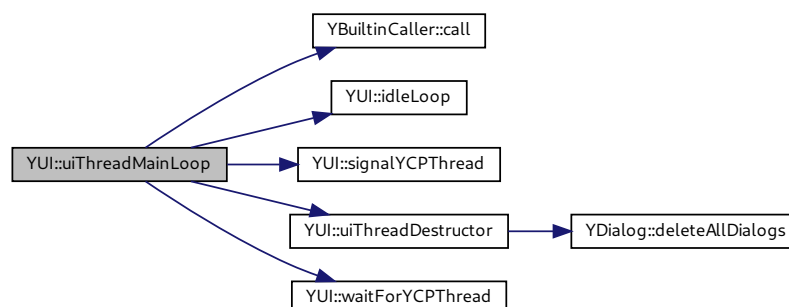 YBuiltinCaller::call
YUI::idleLoop
YUI::uiThreadMainLoop
YUI::signalYCPThread
YUI::uiThreadDestructor
YDialog::deleteAllDialogs
YUI::waitForYCPThread